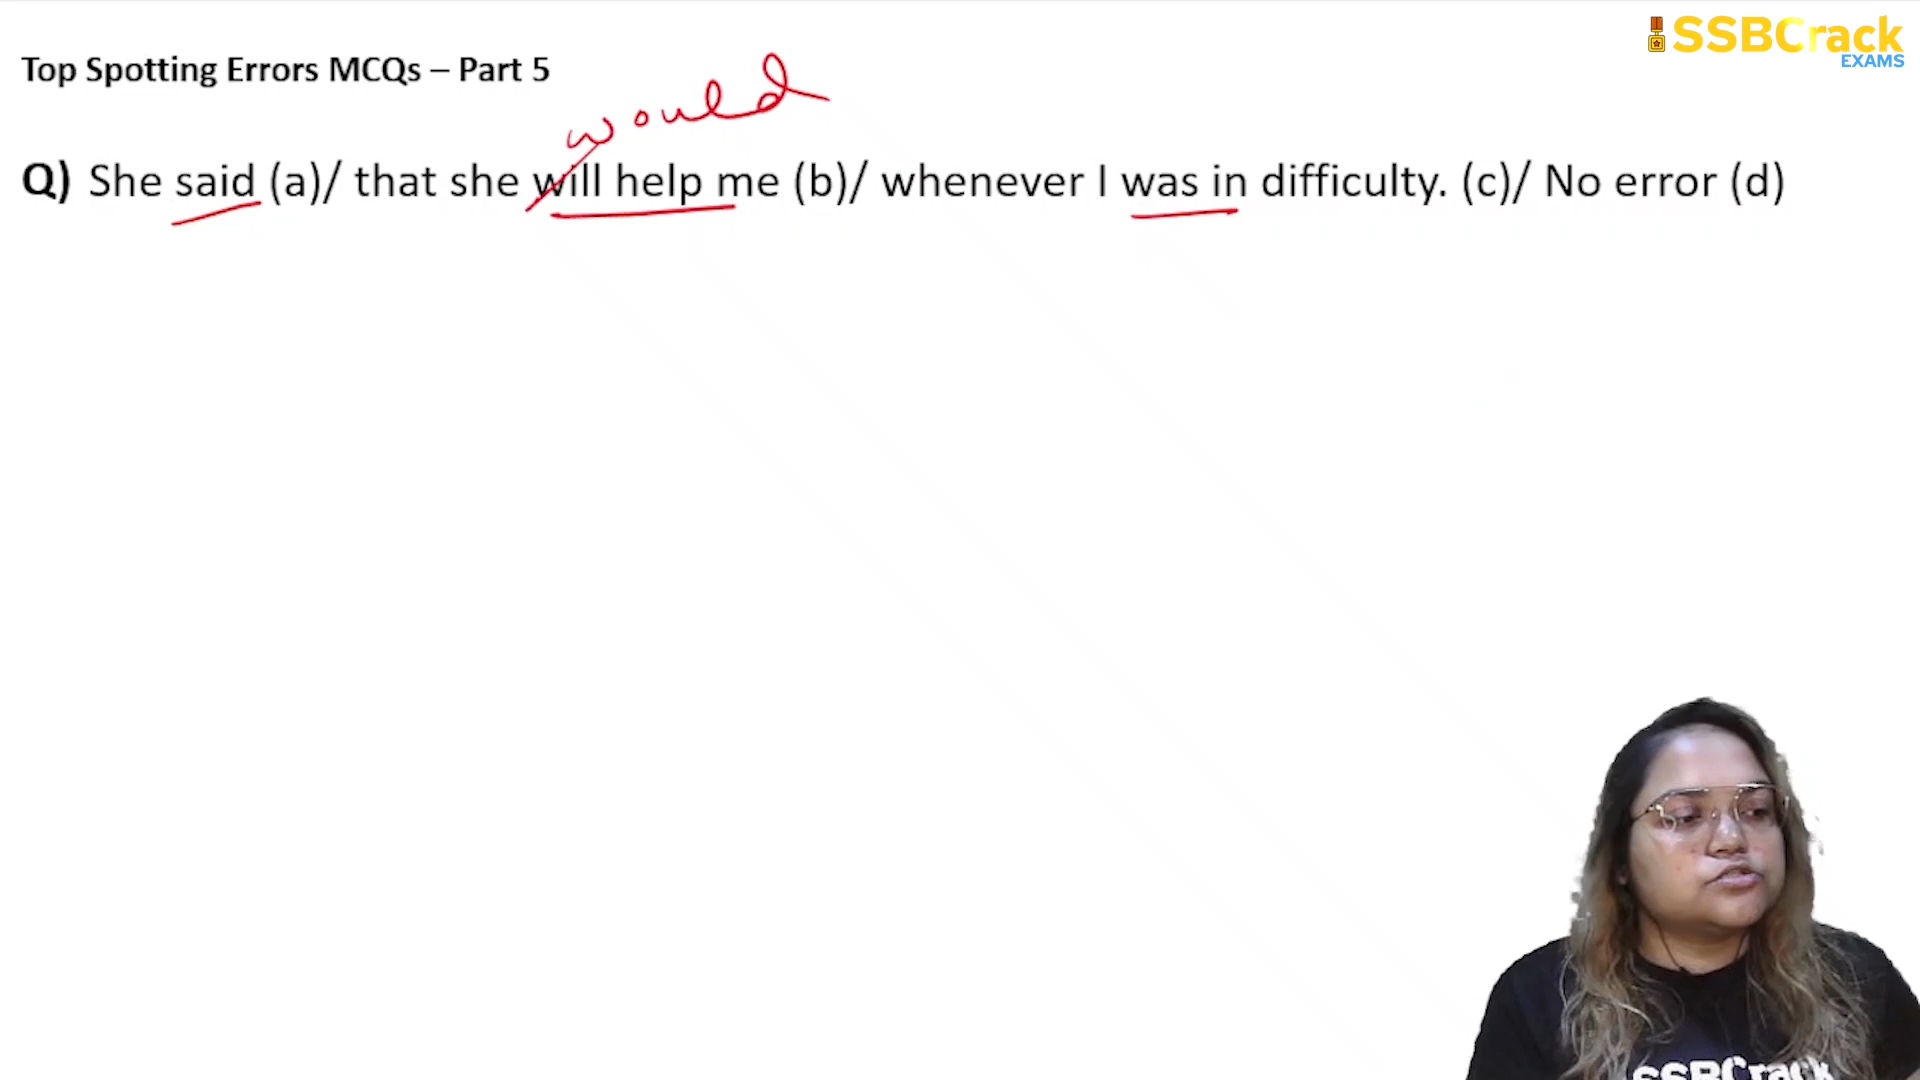 SSBCrack
EXAMS
Top Spotting Errors MCQs – Part 5
would
Q) She said (a)/ that she will help me (b)/ whenever I was in difficulty. (c)/ No error (d)
SSBCrack